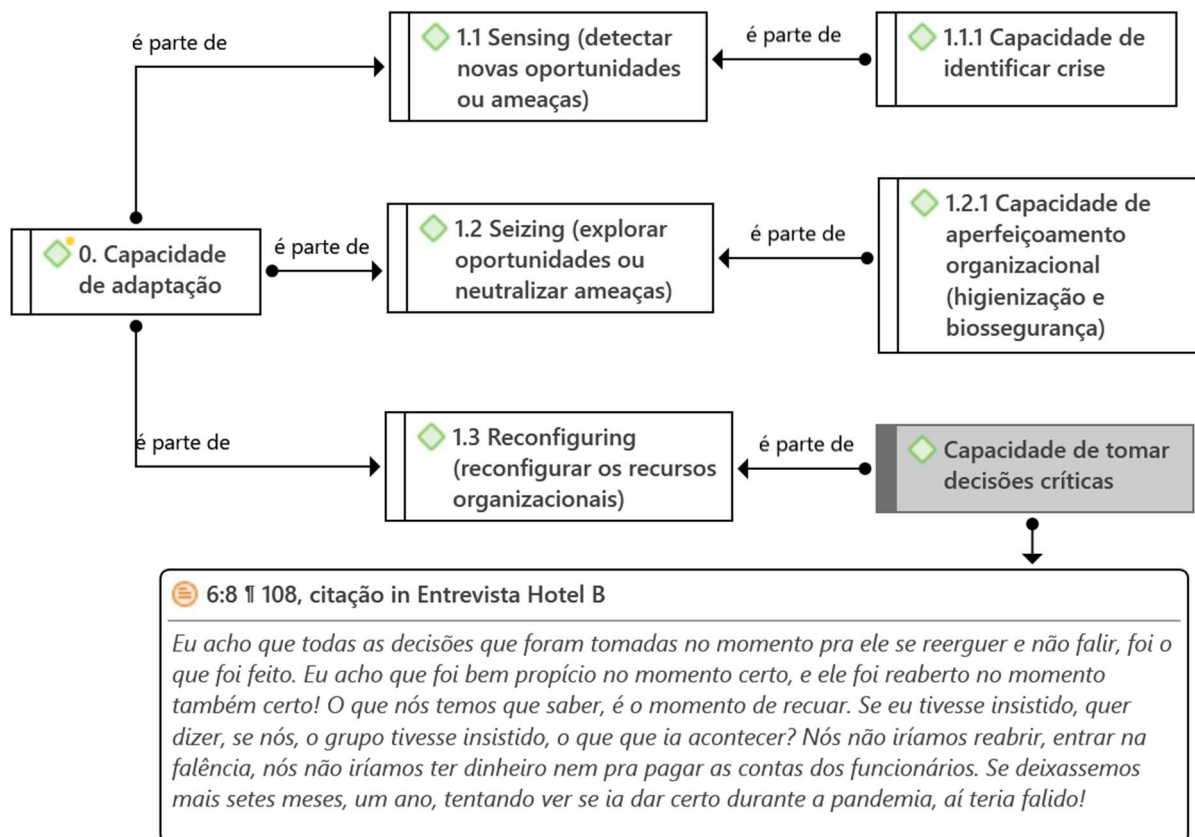 é parte de
1.1 Sensing (detectar
novas oportunidades
ou ameaças)
é parte de
1.1.1 Capacidade de
identificar crise
0. Capacidade
de adaptação
é parte de
1.2 Seizing (explorar
oportunidades ou
neutralizar ameaças)
é parte de
1.2.1 Capacidade de
aperfeiçoamento
organizacional
(higienização e
biossegurança)
é parte de
1.3 Reconfiguring
(reconfigurar os recursos
organizacionais)
é parte de
Capacidade de tomar
decisões críticas
6:8 ¶ 108, citação in Entrevista Hotel B
Eu acho que todas as decisões que foram tomadas no momento pra ele se reerguer e não falir, foi o
que foi feito. Eu acho que foi bem propício no momento certo, e ele foi reaberto no momento
também certo! O que nós temos que saber, é o momento de recuar. Se eu tivesse insistido, quer
dizer, se nós, o grupo tivesse insistido, o que que ia acontecer? Nós não iríamos reabrir, entrar na
falência, nós não iríamos ter dinheiro nem pra pagar as contas dos funcionários. Se deixassemos
mais setes meses, um ano, tentando ver se ia dar certo durante a pandemia, aí teria falido!